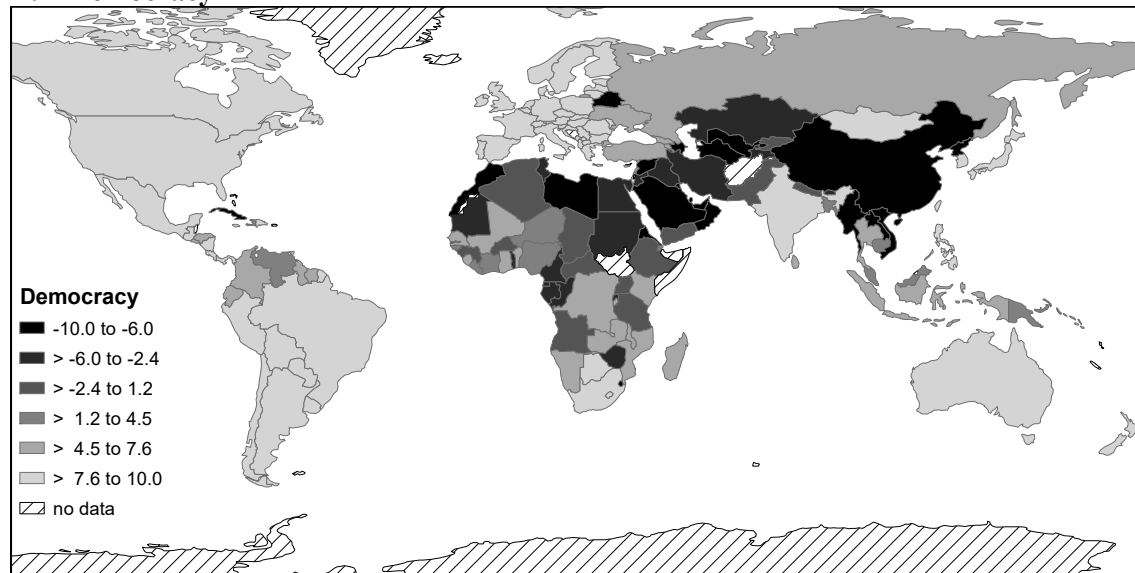 Democracy
-10.0 to -6.0
> -6.0 to -2.4
> -2.4 to 1.2
> 1.2 to 4.5
> 4.5 to 7.6
> 7.6 to 10.0
no data